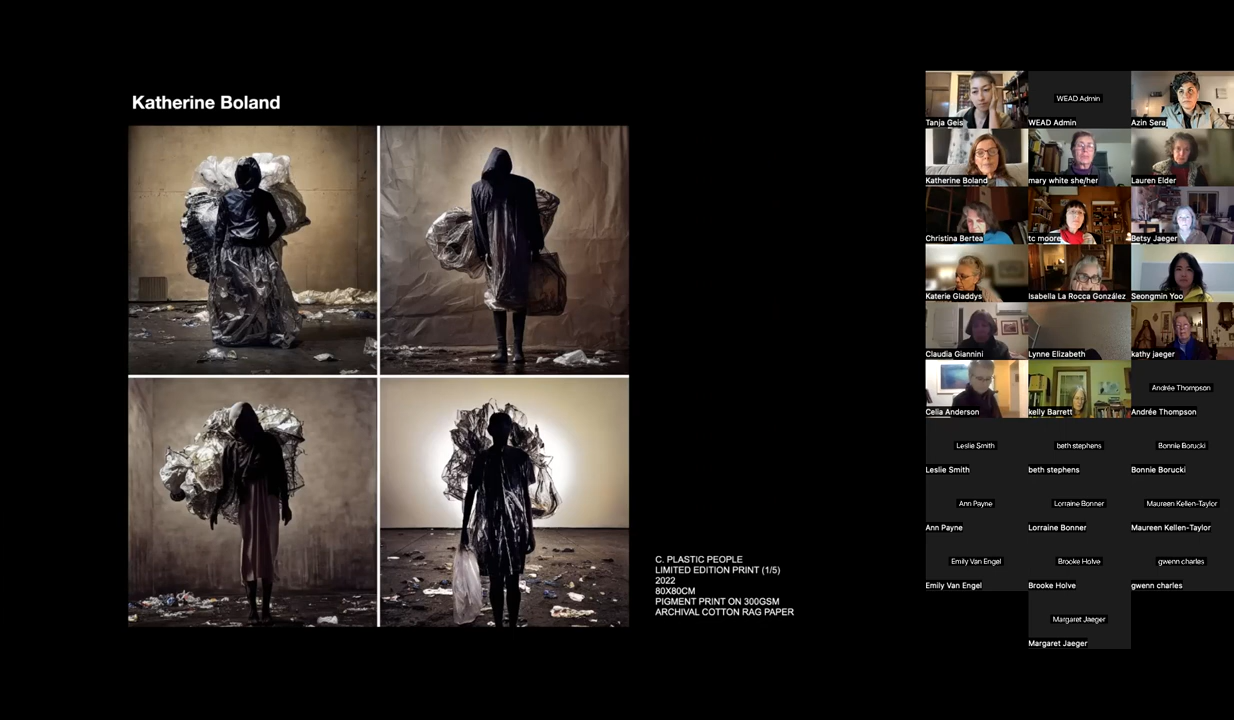 Katherine Boland
C. PLASTIC PEOPLE
LIMITED EDITION PRINT (1/5)
2022
80X80CM
PIGMENT PRINT ON 300GSM
ARCHIVAL COTTON RAG PAPER
WEAD Admin
Tanja Geis
WEAD Admin
Azin Seraj
Katherine Boland
mary white she/her
Lauren Elder
Christina Bertea
tc moore
Betsy Jaeger
Katerie Gladdys
Isabella La Rocca González
Seongmin Yoo
Claudia Giannini
Lynne Elizabeth
kathy jaeger
Andrée Thompson
Celia Anderson
kelly Barrett
Andrée Thompson
Leslie Smith
beth stephens
Bonnie Borucki
Leslie Smith
beth stephens
Bonnie Borucki
Ann Payne
Lorraine Bonner
Maureen Kellen-Taylor
Ann Payne
Lorraine Bonner
Maureen Kellen-Taylor
Emily Van Engel
Brooke Holve
gwenn charles
Emily Van Engel
Brooke Holve
gwenn charles
Margaret Jaeger
Margaret Jaeger